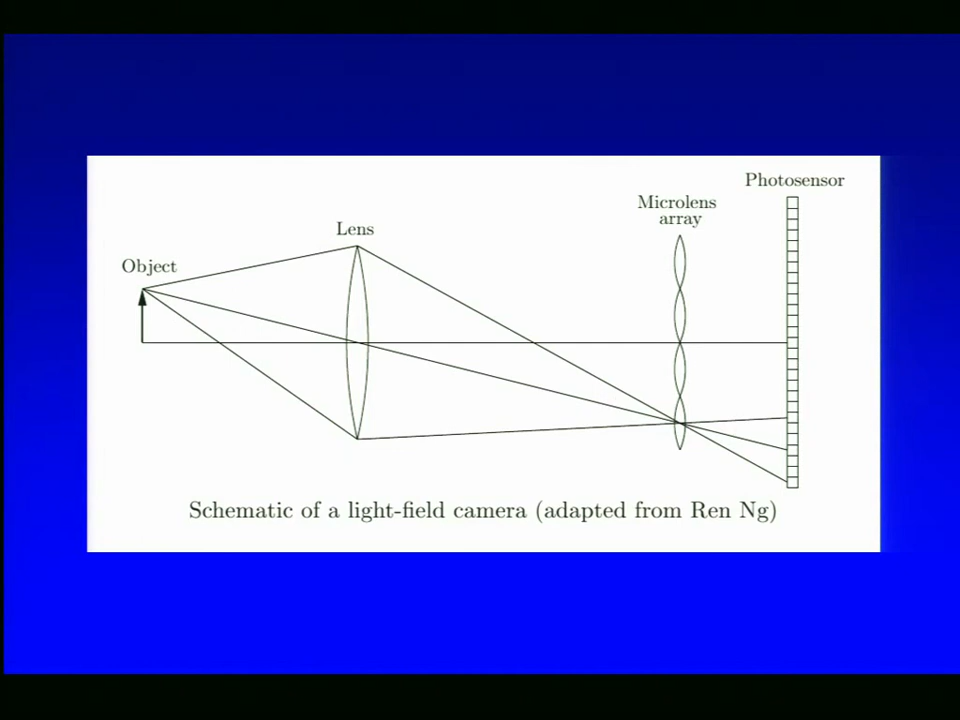 Photosensor
Microlens
array
Lens
Object
Schematic of a light-field camera (adapted from Ren Ng)